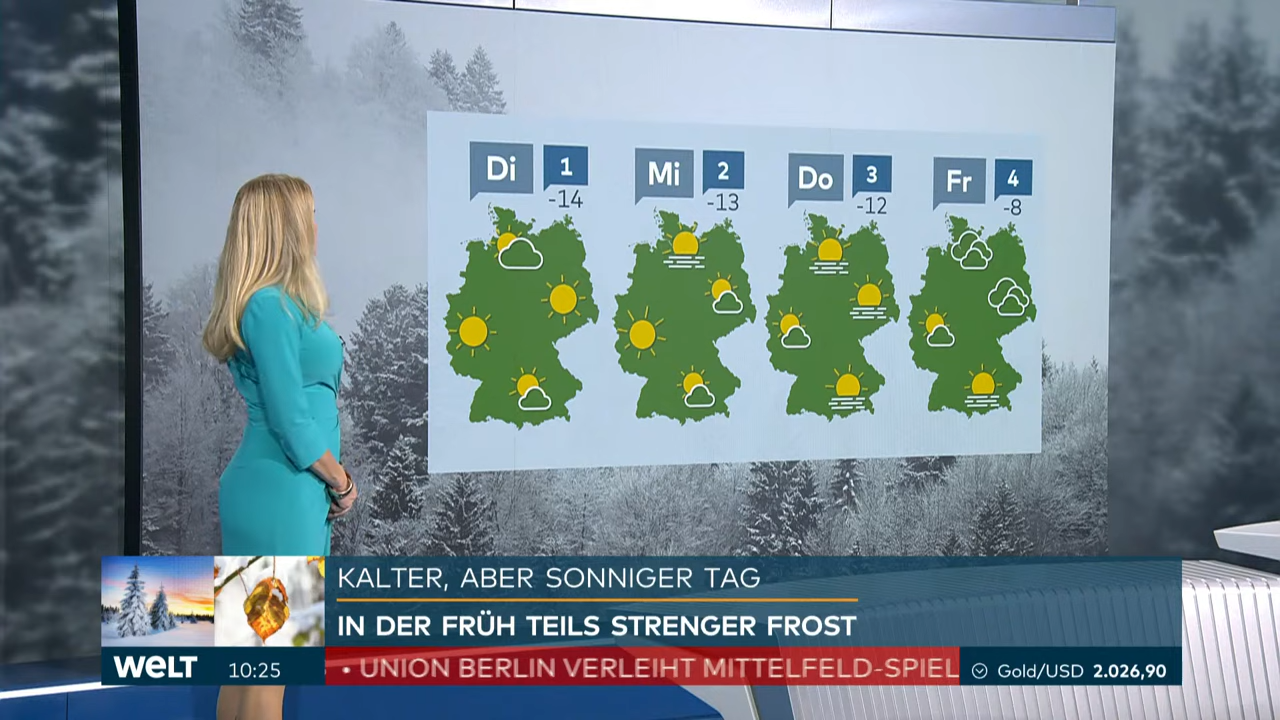 Di 1
-14
Mi 2
-13
Do 3
-12
Fr 4
-8
KALTER, ABER SONNIGER TAG
IN DER FRÜH TEILS STRENGER FROST
WELT 10:25 • UNION BERLIN VERLEIHT MITTELFELD-SPIEL Gold/USD 2.026,90